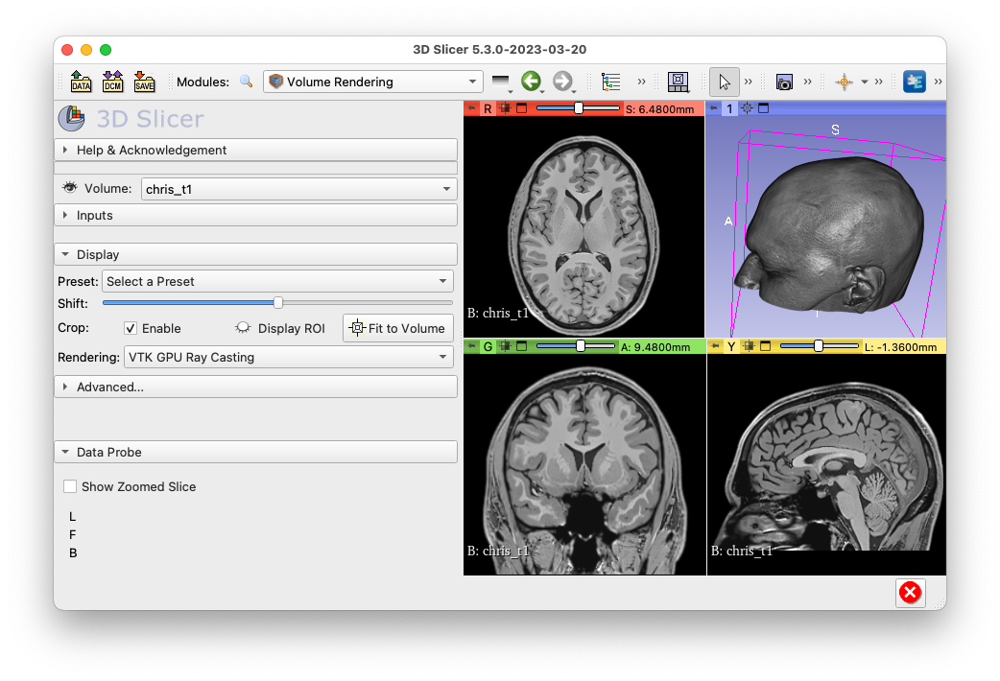 3D Slicer 5.3.0-2023-03-20
DATA DCM SAVE Modules: Volume Rendering
3D Slicer
Help & Acknowledgement
Volume: chris_t1
Inputs
Display
Preset: Select a Preset
Shift:
Crop: Enable Display ROI Fit to Volume
Rendering: VTK GPU Ray Casting
Advanced...
Data Probe
Show Zoomed Slice
L
F
B
R S: 6.4800mm
B: chris_t1
1
S
A
I
G A: 9.4800mm
B: chris_t1
Y L: -1.3600mm
B: chris_t1